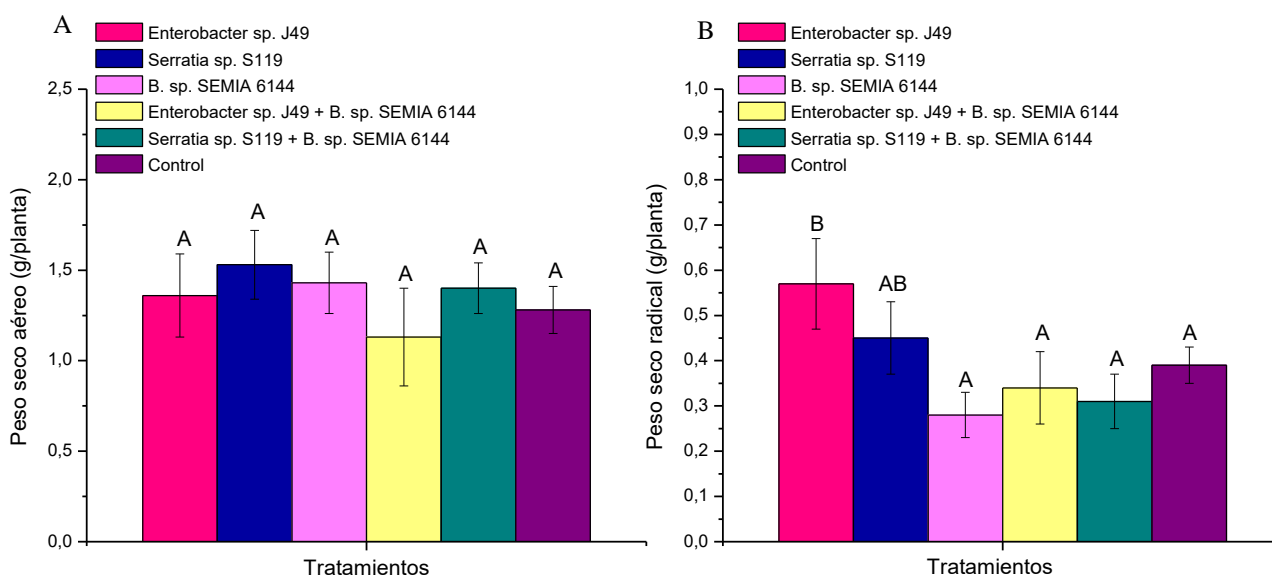 A
Enterobacter sp. J49
Serratia sp. S119
B. sp. SEMIA 6144
Enterobacter sp. J49 + B. sp. SEMIA 6144
Serratia sp. S119 + B. sp. SEMIA 6144
Control
Peso seco aéreo (g/planta)
2,5
2,0
1,5
1,0
0,5
0,0
A
A
A
A
A
A
Tratamientos
B
Enterobacter sp. J49
Serratia sp. S119
B. sp. SEMIA 6144
Enterobacter sp. J49 + B. sp. SEMIA 6144
Serratia sp. S119 + B. sp. SEMIA 6144
Control
Peso seco radical (g/planta)
1,0
0,9
0,8
0,7
0,6
0,5
0,4
0,3
0,2
0,1
0,0
B
AB
A
A
A
A
Tratamientos